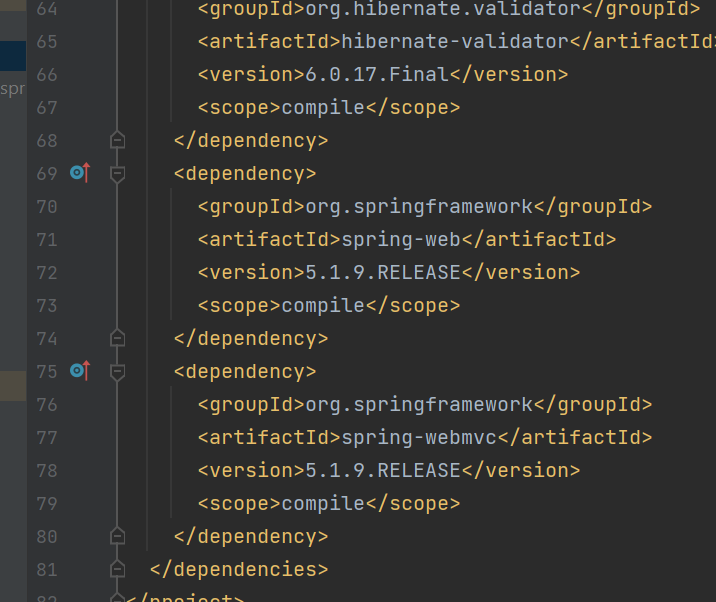 64 <groupId>org.hibernate.validator</groupId>
65 <artifactId>hibernate-validator</artifactId>
66 <version>6.0.17.Final</version>
67 <scope>compile</scope>
68 </dependency>
69 <dependency>
70 <groupId>org.springframework</groupId>
71 <artifactId>spring-web</artifactId>
72 <version>5.1.9.RELEASE</version>
73 <scope>compile</scope>
74 </dependency>
75 <dependency>
76 <groupId>org.springframework</groupId>
77 <artifactId>spring-webmvc</artifactId>
78 <version>5.1.9.RELEASE</version>
79 <scope>compile</scope>
80 </dependency>
81 </dependencies>
82 </project>
spr